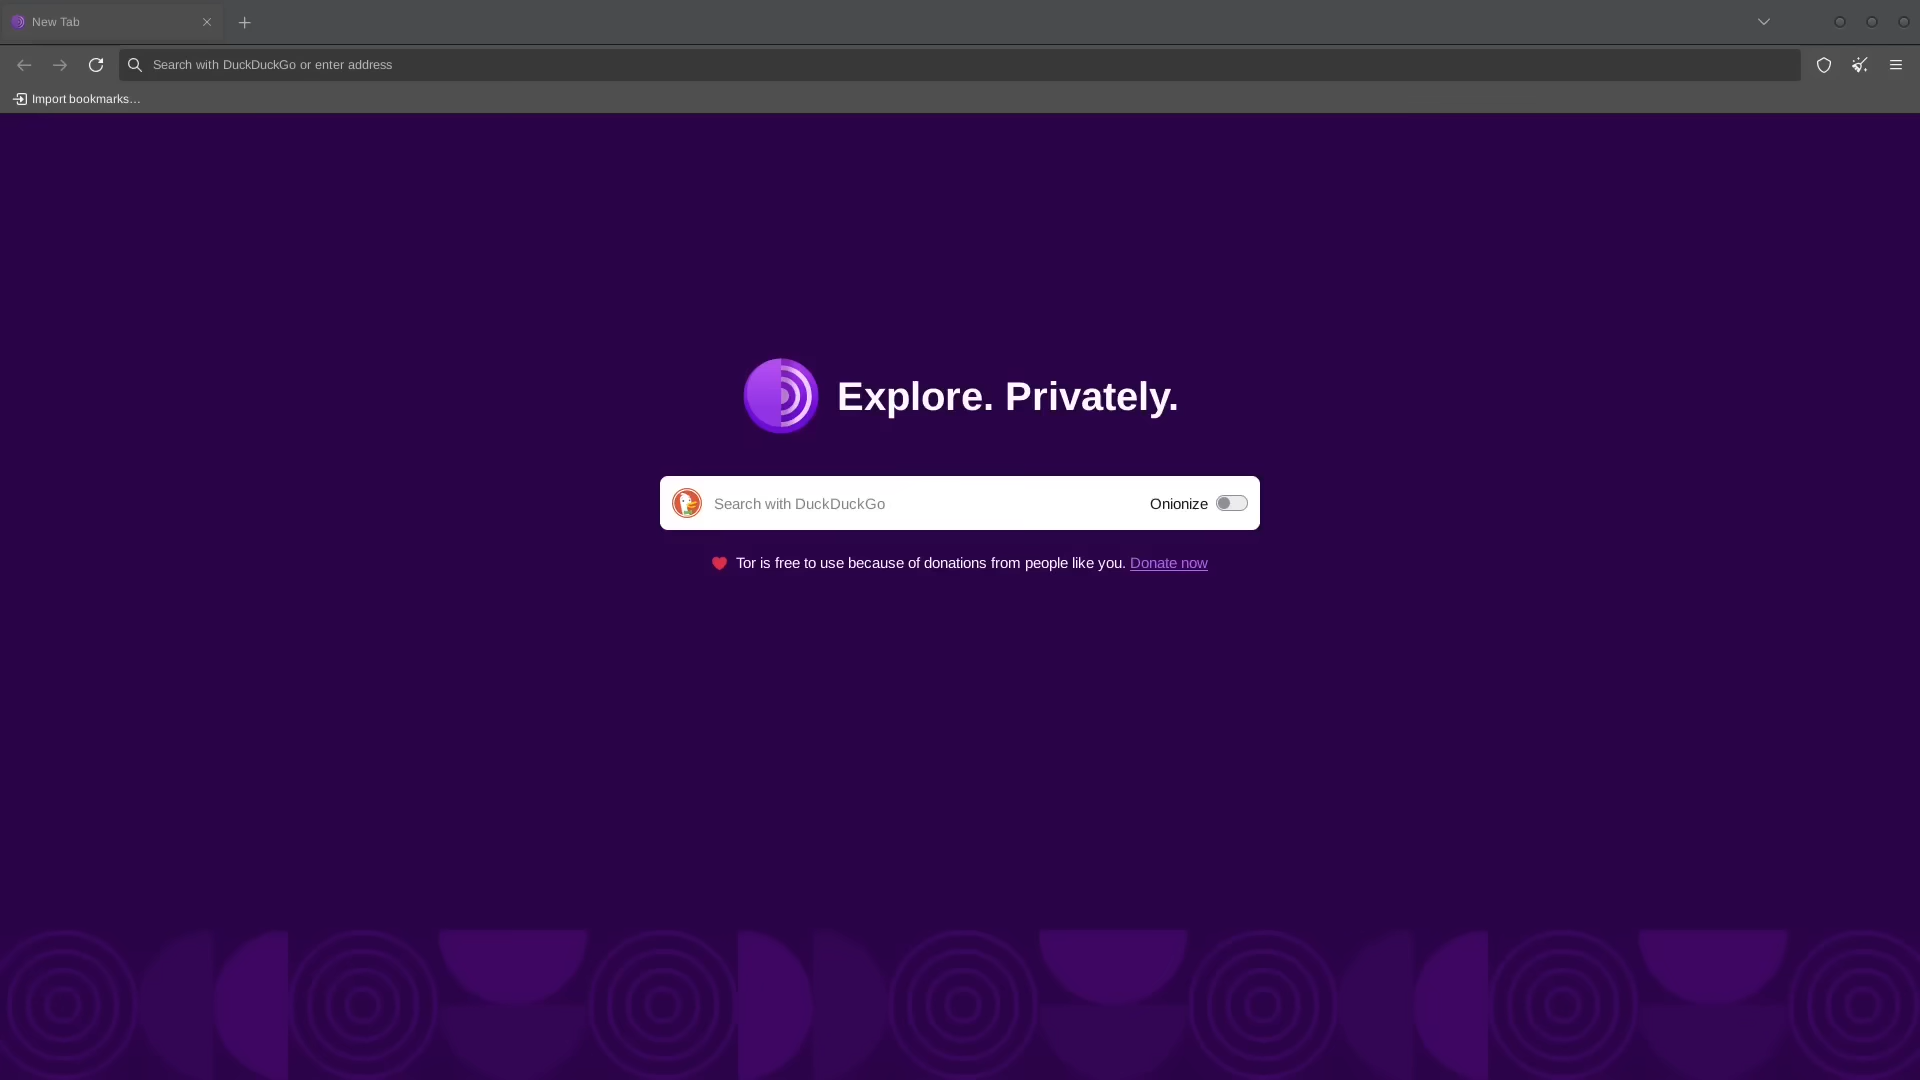 New Tab
Search with DuckDuckGo or enter address
Import bookmarks…
Explore. Privately.
Search with DuckDuckGo
Onionize
Tor is free to use because of donations from people like you. Donate now